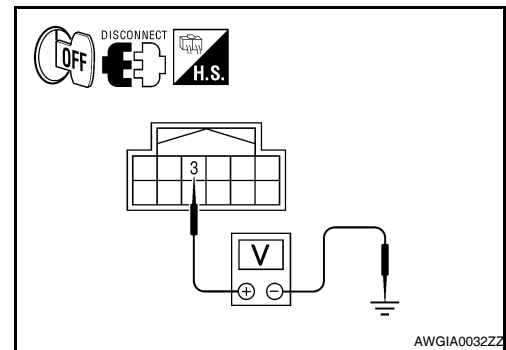 DISCONNECT
OFF
H.S.
3
V
+ −
AWGIA0032ZZ